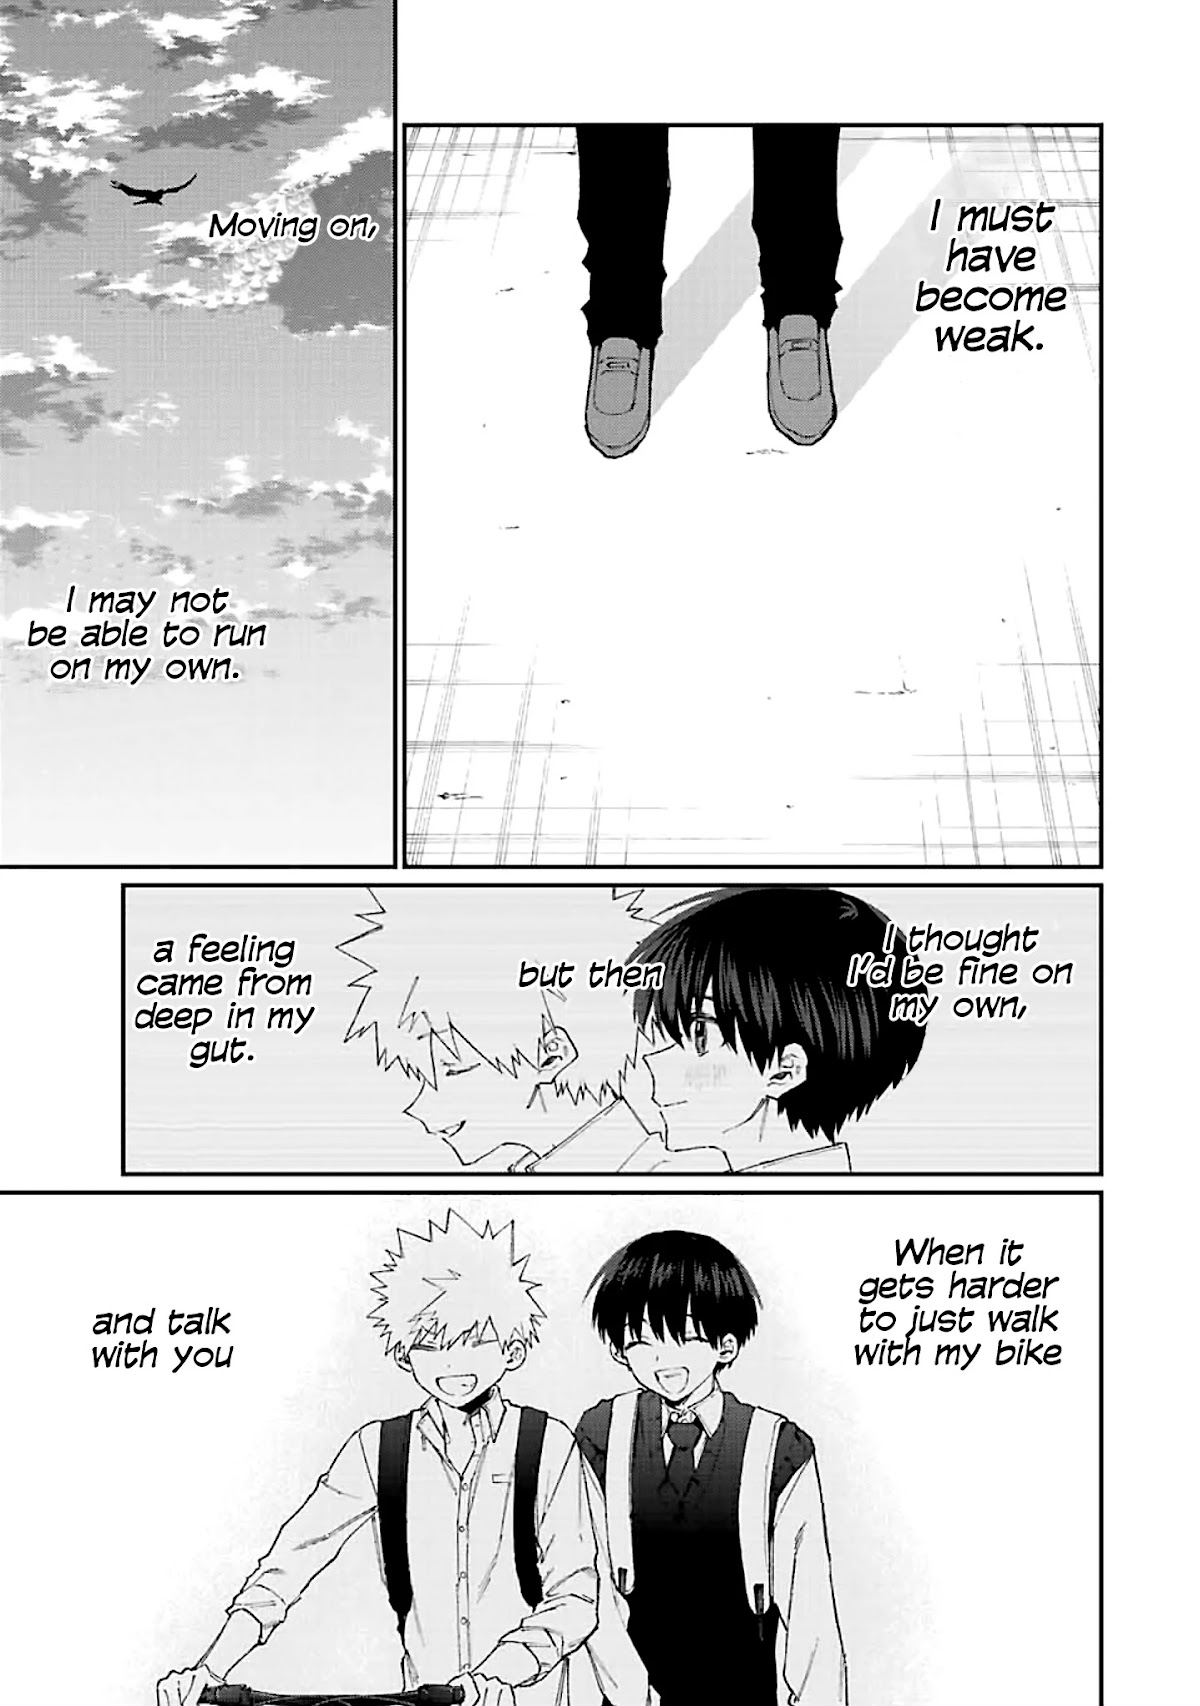 I must
have
become
weak.
Moving on,
I may not
be able to run
on my own.
I thought
I'd be fine on
my own,
but then
a feeling
came from
deep in my
gut.
When it
gets harder
to just walk
with my bike
and talk
with you